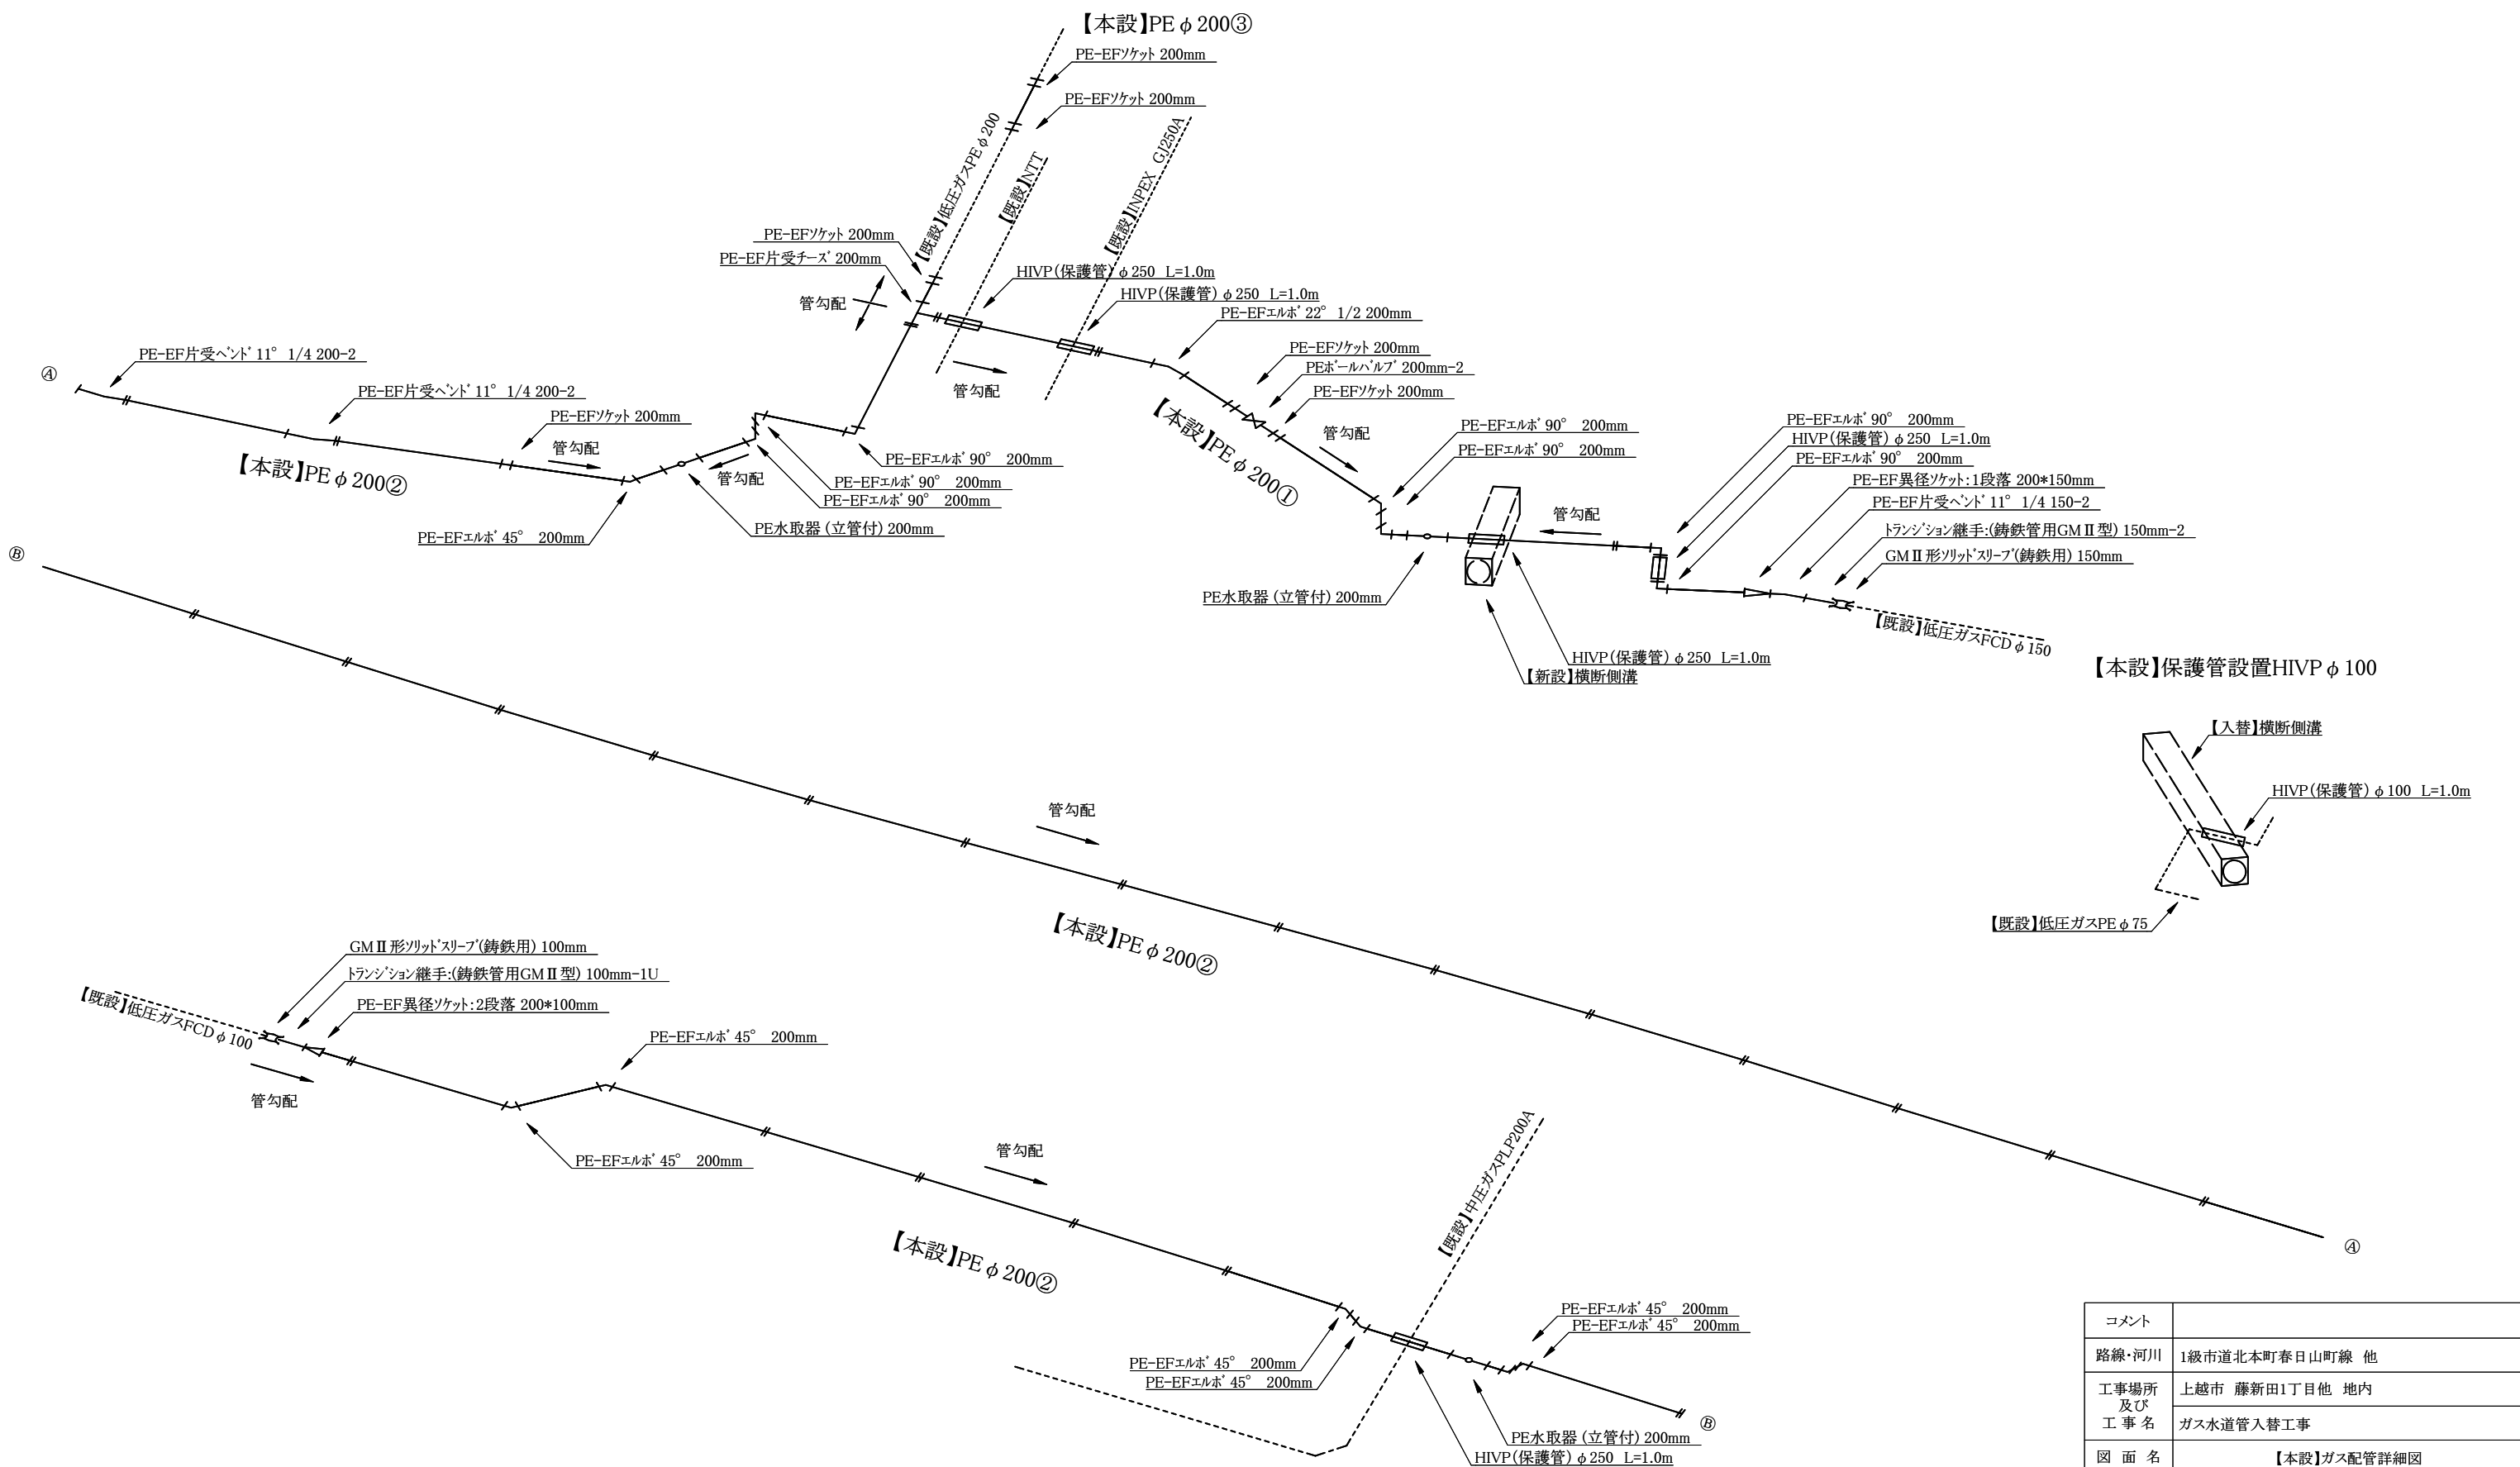 【本設】PEφ200③
PE-EFソケット 200mm
PE-EFソケット 200mm
【既設】低圧ガスPEφ200
【既設】NTT
【既設】INPEX GJ250A
PE-EFソケット 200mm
PE-EF片受チーズ 200mm
管勾配
HIVP(保護管)φ250 L=1.0m
HIVP(保護管)φ250 L=1.0m
PE-EFエルボ 22° 1/2 200mm
管勾配
PE-EFソケット 200mm
PEボールバルブ 200mm-2
PE-EFソケット 200mm
Ⓐ
PE-EF片受ベンド 11° 1/4 200-2
PE-EF片受ベンド 11° 1/4 200-2
PE-EFソケット 200mm
管勾配
【本設】PEφ200②
PE-EFエルボ 45° 200mm
管勾配
PE-EFエルボ 90° 200mm
PE-EFエルボ 90° 200mm
PE-EFエルボ 90° 200mm
PE水取器 (立管付) 200mm
【本設】PEφ200①
管勾配
PE-EFエルボ 90° 200mm
PE-EFエルボ 90° 200mm
管勾配
PE水取器 (立管付) 200mm
HIVP(保護管)φ250 L=1.0m
【新設】横断側溝
PE-EFエルボ 90° 200mm
HIVP(保護管)φ250 L=1.0m
PE-EFエルボ 90° 200mm
PE-EF異径ソケット:1段落 200*150mm
PE-EF片受ベンド 11° 1/4 150-2
トランジション継手:(鋳鉄管用GMⅡ型) 150mm-2
GMⅡ形ソリッドスリーブ(鋳鉄用) 150mm
【既設】低圧ガスFCDφ150
【本設】保護管設置HIVPφ100
【入替】横断側溝
HIVP(保護管)φ100 L=1.0m
【既設】低圧ガスPEφ75
Ⓑ
管勾配
【本設】PEφ200②
Ⓐ
GMⅡ形ソリッドスリーブ(鋳鉄用) 100mm
トランジション継手:(鋳鉄管用GMⅡ型) 100mm-1U
PE-EF異径ソケット:2段落 200*100mm
【既設】低圧ガスFCDφ100
管勾配
PE-EFエルボ 45° 200mm
PE-EFエルボ 45° 200mm
管勾配
【本設】PEφ200②
【既設】中圧ガスPLP200A
PE-EFエルボ 45° 200mm
PE-EFエルボ 45° 200mm
PE-EFエルボ 45° 200mm
PE-EFエルボ 45° 200mm
Ⓑ
PE水取器 (立管付) 200mm
HIVP(保護管)φ250 L=1.0m
コメント
路線・河川 1級市道北本町春日山町線 他
工事場所
及び
工事名
上越市 藤新田1丁目他 地内
ガス水道管入替工事
図面名 【本設】ガス配管詳細図